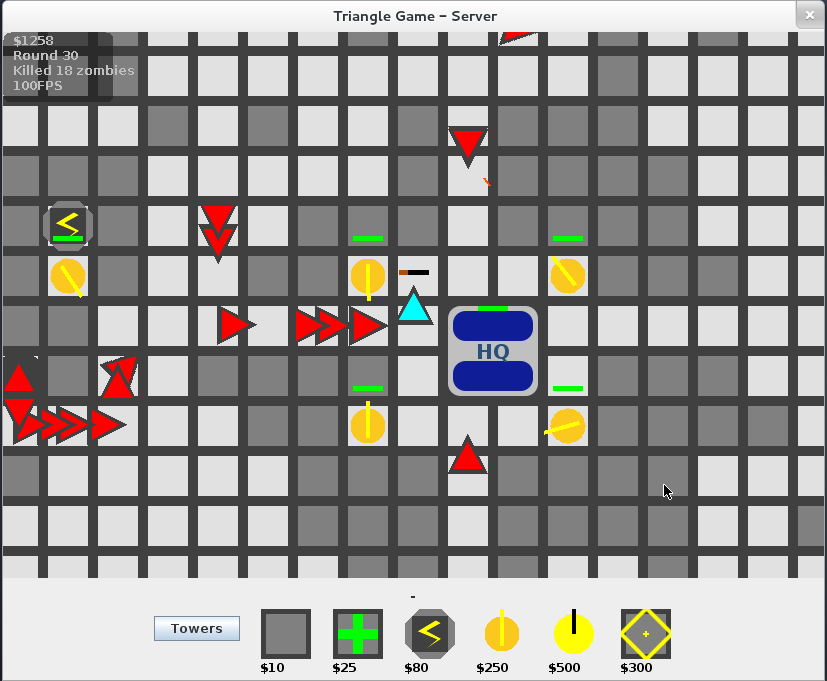 Triangle Game - Server
$1258
Round 30
Killed 18 zombies
100FPS
HQ
-
Towers
$10
$25
$80
$250
$500
$300